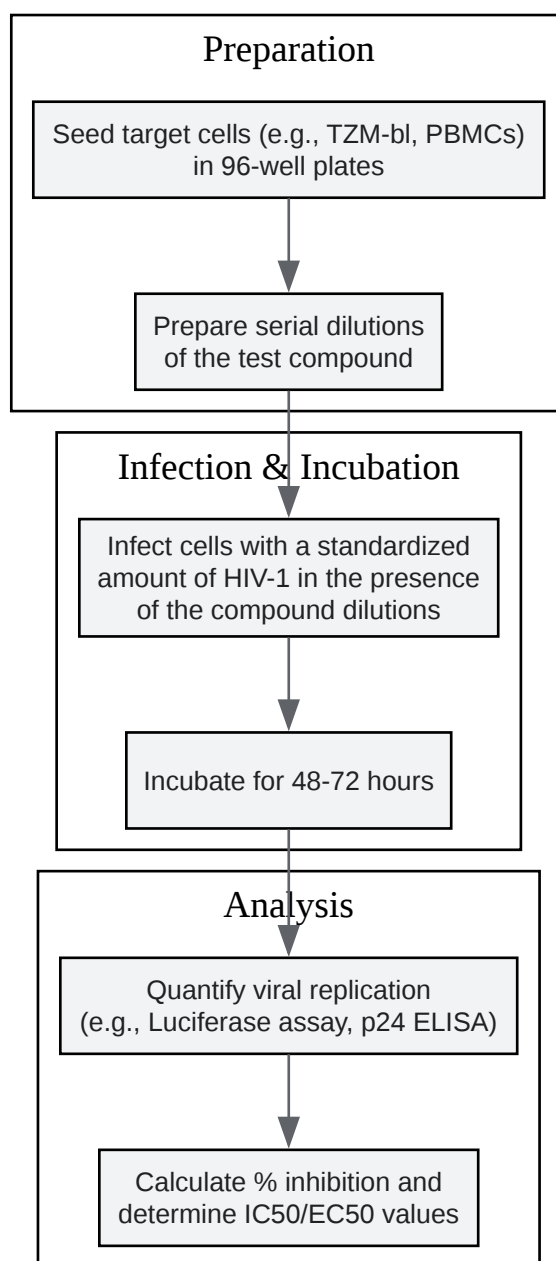 Preparation
Seed target cells (e.g., TZM-bl, PBMCs)
in 96-well plates
Prepare serial dilutions
of the test compound
Infection & Incubation
Infect cells with a standardized
amount of HIV-1 in the presence
of the compound dilutions
Incubate for 48-72 hours
Analysis
Quantify viral replication
(e.g., Luciferase assay, p24 ELISA)
Calculate % inhibition and
determine IC50/EC50 values